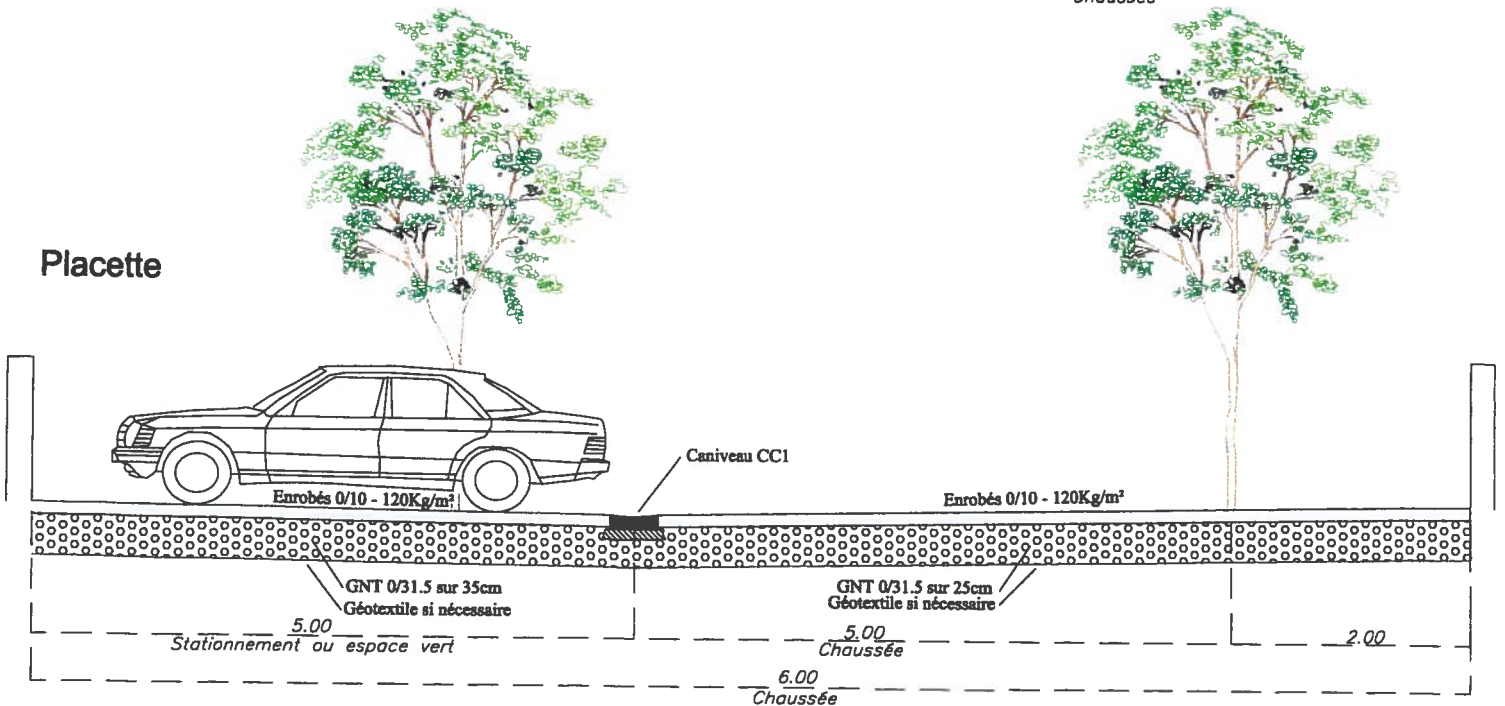 Chaussée
Placette
Caniveau CC1
Enrobés 0/10 - 120Kg/m²
Enrobés 0/10 - 120Kg/m²
GNT 0/31.5 sur 35cm
Géotextile si nécessaire
GNT 0/31.5 sur 25cm
Géotextile si nécessaire
5.00
Stationnement ou espace vert
5.00
Chaussée
2.00
6.00
Chaussée